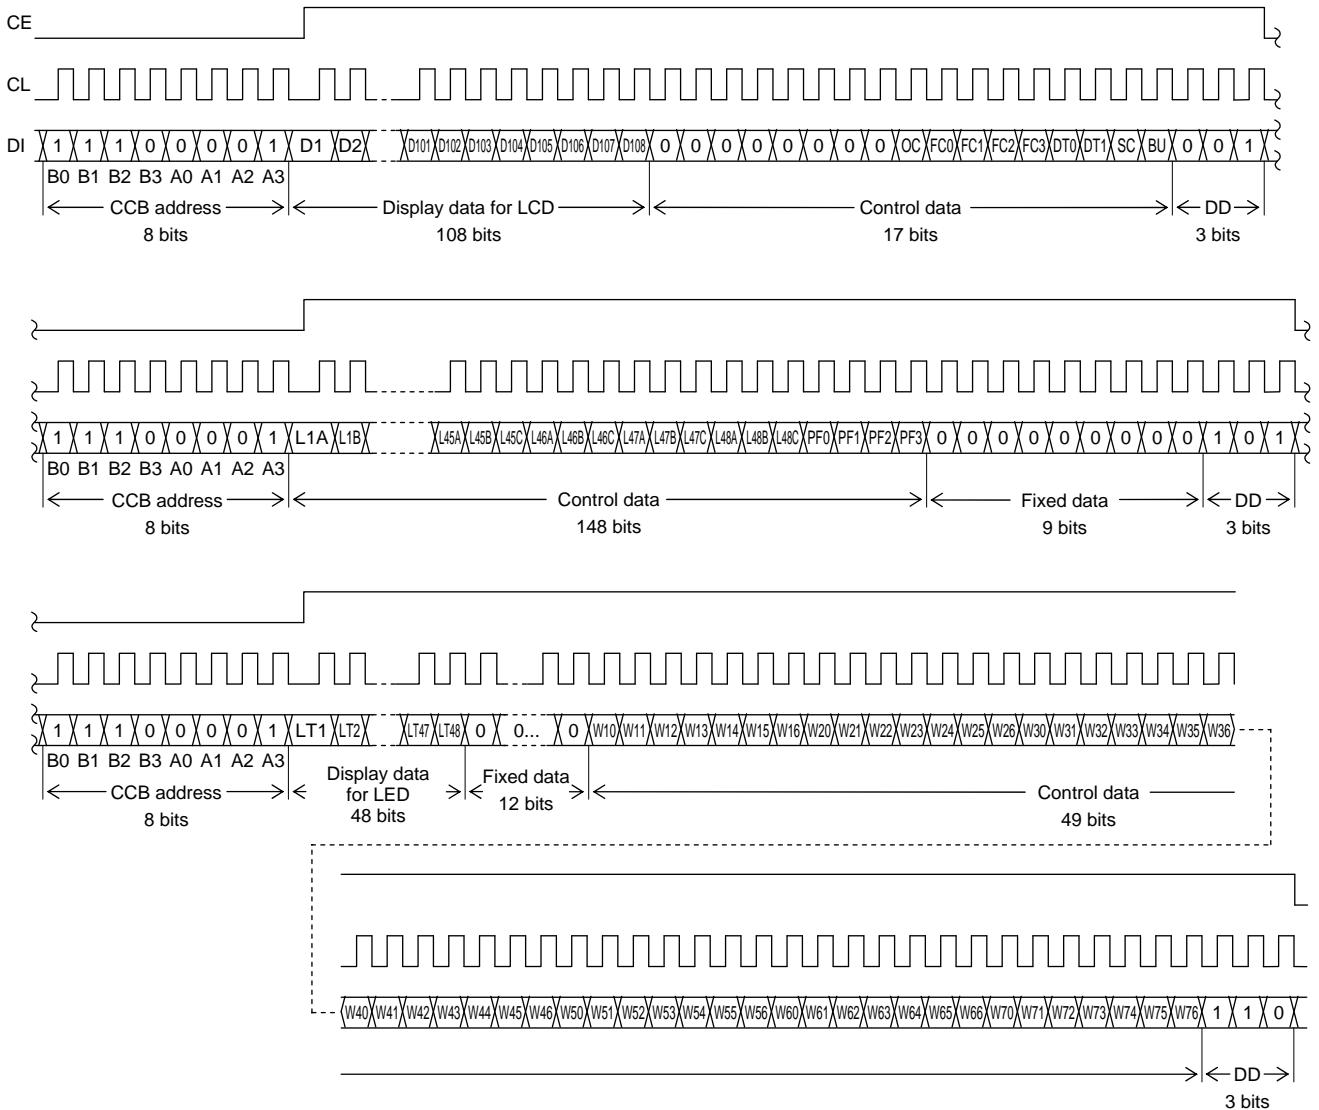 CE
CL
DI 1 1 1 0 0 0 0 1 D1 D2 D101 D102 D103 D104 D105 D106 D107 D108 0 0 0 0 0 0 0 0 OC FC0 FC1 FC2 FC3 DT0 DT1 SC BU 0 0 1
B0 B1 B2 B3 A0 A1 A2 A3
CCB address Display data for LCD Control data DD
8 bits 108 bits 17 bits 3 bits
1 1 1 0 0 0 0 1 L1A L1B L45A L45B L45C L46A L46B L46C L47A L47B L47C L48A L48B L48C PF0 PF1 PF2 PF3 0 0 0 0 0 0 0 0 0 1 0 1
B0 B1 B2 B3 A0 A1 A2 A3
CCB address Control data Fixed data DD
8 bits 148 bits 9 bits 3 bits
1 1 1 0 0 0 0 1 LT1 LT2 LT47 LT48 0 0... 0 W10 W11 W12 W13 W14 W15 W16 W20 W21 W22 W23 W24 W25 W26 W30 W31 W32 W33 W34 W35 W36
B0 B1 B2 B3 A0 A1 A2 A3
CCB address Display data for LED Fixed data Control data
8 bits 48 bits 12 bits 49 bits
W40 W41 W42 W43 W44 W45 W46 W50 W51 W52 W53 W54 W55 W56 W60 W61 W62 W63 W64 W65 W66 W70 W71 W72 W73 W74 W75 W76 1 1 0
DD
3 bits